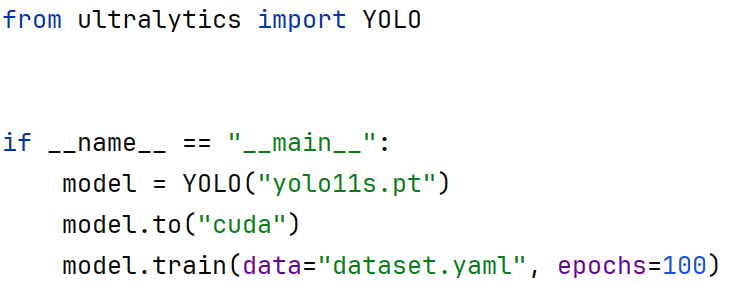 from ultralytics import YOLO
if __name__ == "__main__":
    model = YOLO("yolo11s.pt")
    model.to("cuda")
    model.train(data="dataset.yaml", epochs=100)